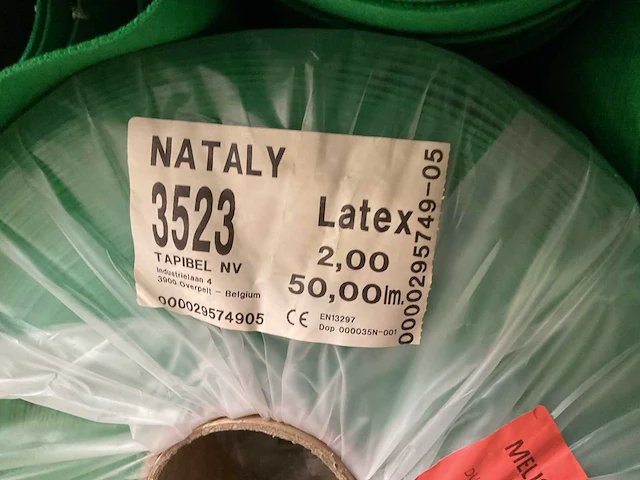 NATALY
3523
Latex
TAPIBEL NV
2,00
Industrielaan 4
3900 Overpelt - Belgium
50,00lm.
000029574905
CE
EN13297
Dop 000035N-001
0000295749-05